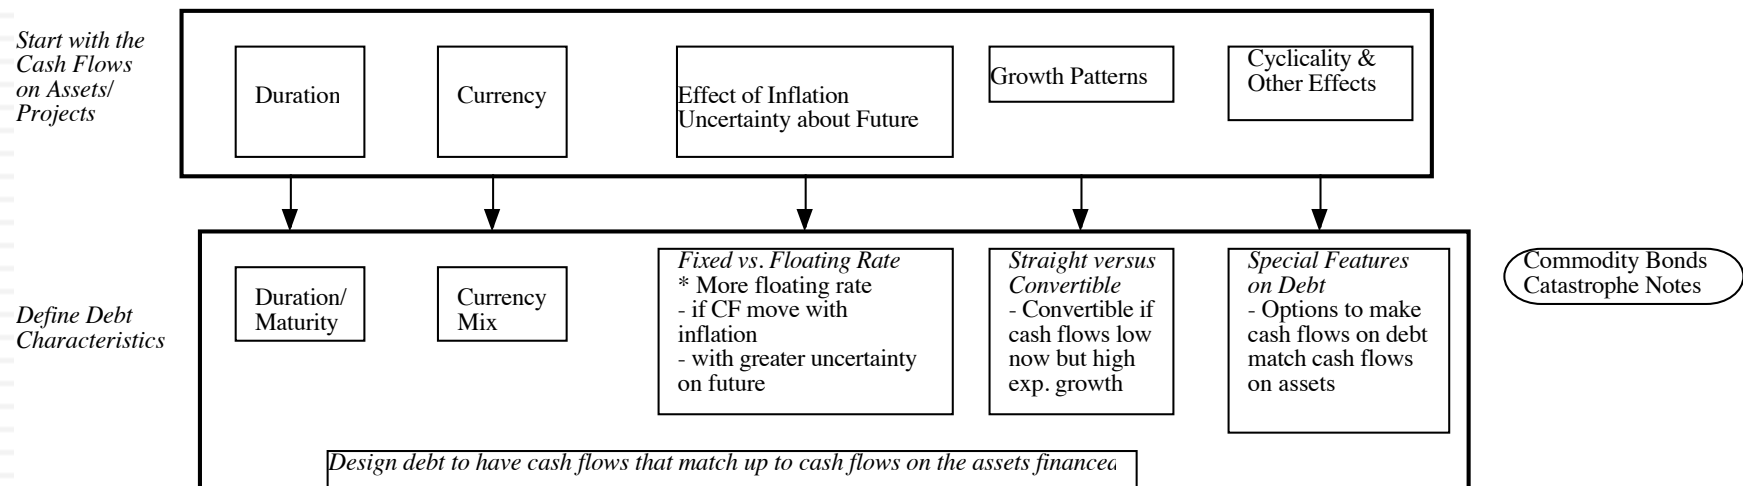 Start with the
Cash Flows
on Assets/
Projects
Duration
Currency
Effect of Inflation
Uncertainty about Future
Growth Patterns
Cyclicality &
Other Effects
Define Debt
Characteristics
Duration/
Maturity
Currency
Mix
Fixed vs. Floating Rate
* More floating rate
- if CF move with
inflation
- with greater uncertainty
on future
Straight versus
Convertible
- Convertible if
cash flows low
now but high
exp. growth
Special Features
on Debt
- Options to make
cash flows on debt
match cash flows
on assets
Commodity Bonds
Catastrophe Notes
Design debt to have cash flows that match up to cash flows on the assets financed